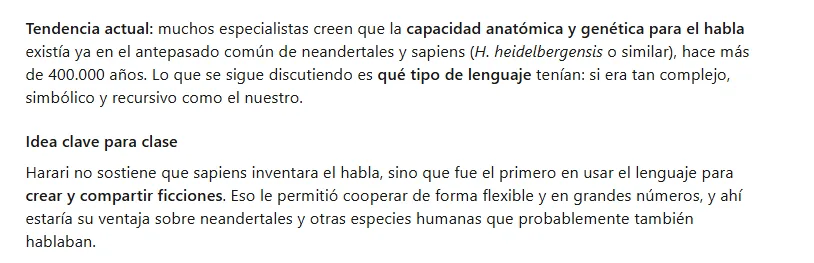 Tendencia actual: muchos especialistas creen que la capacidad anatómica y genética para el habla
existía ya en el antepasado común de neandertales y sapiens (H. heidelbergensis o similar), hace más
de 400.000 años. Lo que se sigue discutiendo es qué tipo de lenguaje tenían: si era tan complejo,
simbólico y recursivo como el nuestro.
Idea clave para clase
Harari no sostiene que sapiens inventara el habla, sino que fue el primero en usar el lenguaje para
crear y compartir ficciones. Eso le permitió cooperar de forma flexible y en grandes números, y ahí
estaría su ventaja sobre neandertales y otras especies humanas que probablemente también
hablaban.